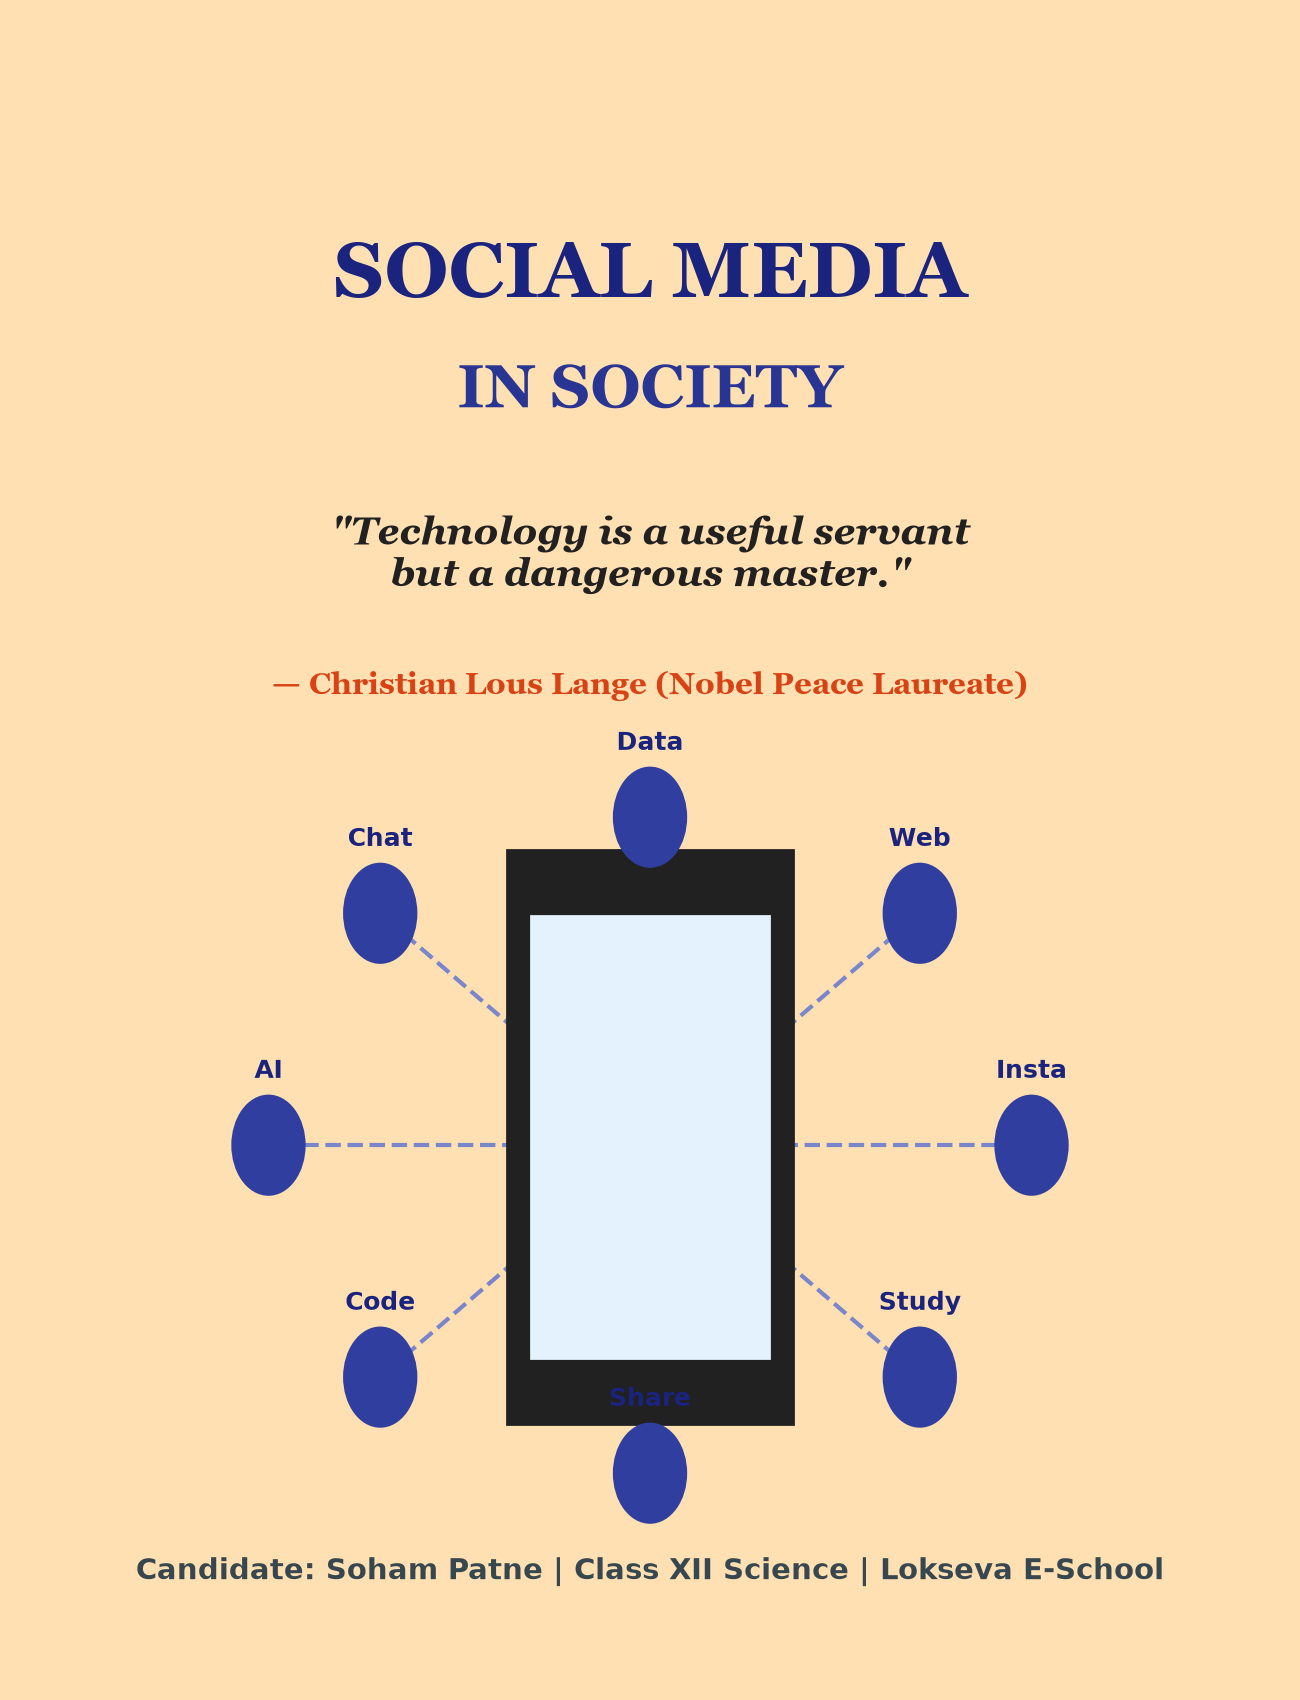 SOCIAL MEDIA
IN SOCIETY
"Technology is a useful servant
but a dangerous master."
— Christian Lous Lange (Nobel Peace Laureate)
Data
Chat
Web
AI
Insta
Code
Study
Share
Candidate: Soham Patne | Class XII Science | Lokseva E-School